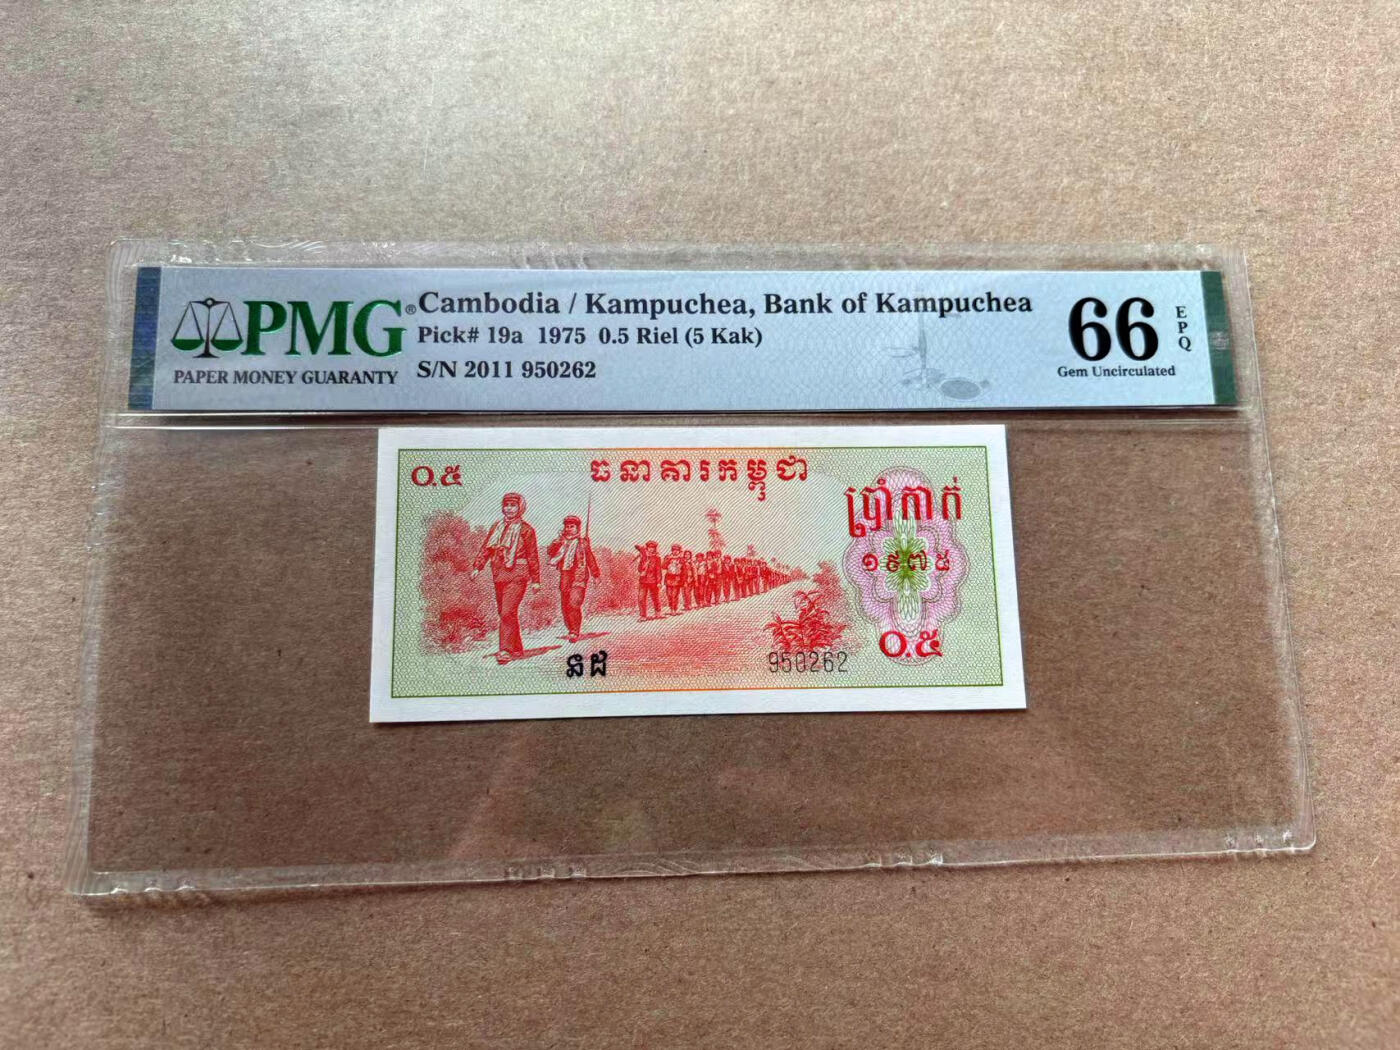 PMG®
PAPER MONEY GUARANTY
Cambodia / Kampuchea, Bank of Kampuchea
Pick# 19a 1975 0.5 Riel (5 Kak)
S/N 2011 950262
66
EPQ
Gem Uncirculated
០.៥
ធនាគារកម្ពុជា
ប្រាំកាក់
១៩៧៥
០.៥
នដ
950262